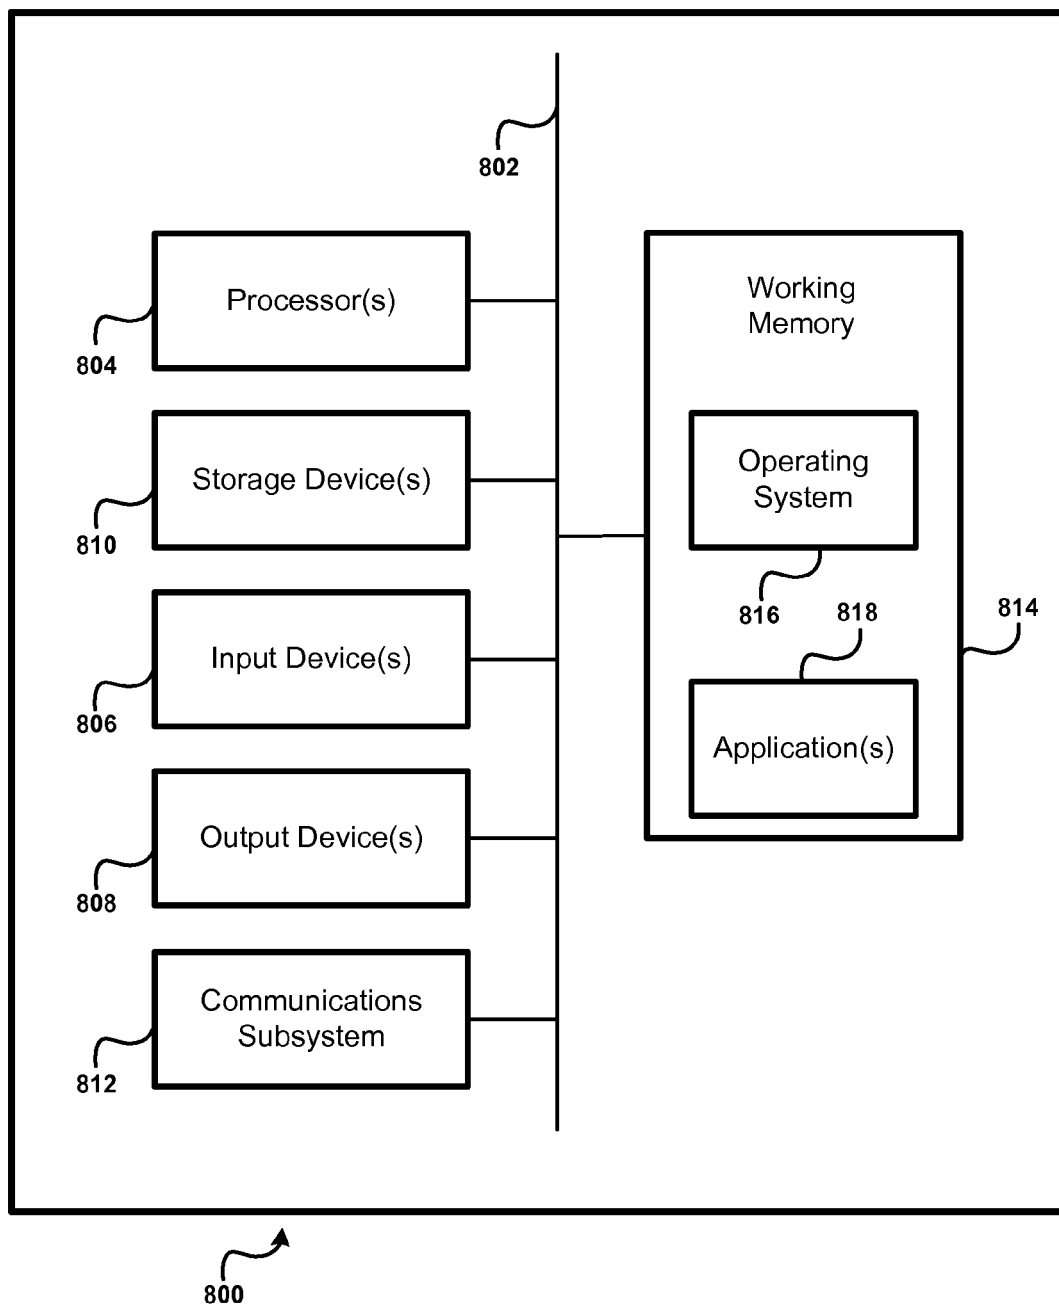 802
Processor(s)
804
Storage Device(s)
810
Input Device(s)
806
Output Device(s)
808
Communications
Subsystem
812
Working
Memory
Operating
System
816
818
814
Application(s)
800